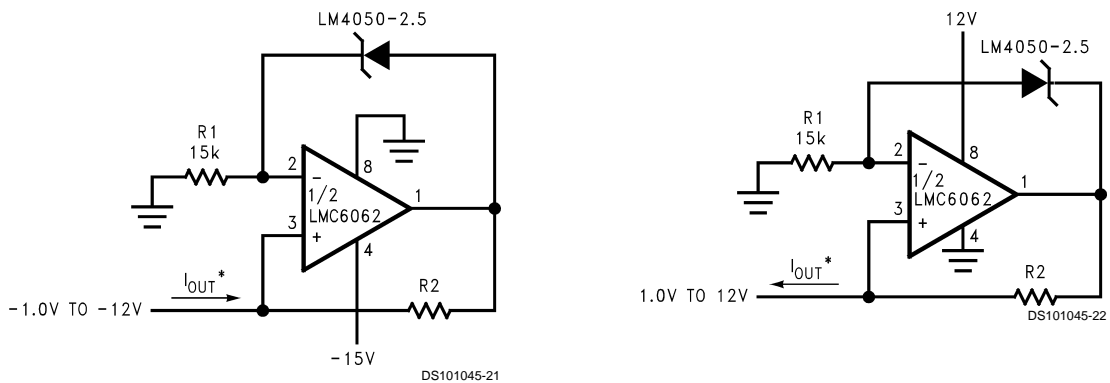 LM4050-2.5
R1
15k
2
8
-
1/2
LMC6062
1
3
+
4
IOUT*
R2
-1.0V TO -12V
-15V
DS101045-21
12V
LM4050-2.5
R1
15k
2
8
-
1/2
LMC6062
1
3
+
4
IOUT*
R2
1.0V TO 12V
DS101045-22